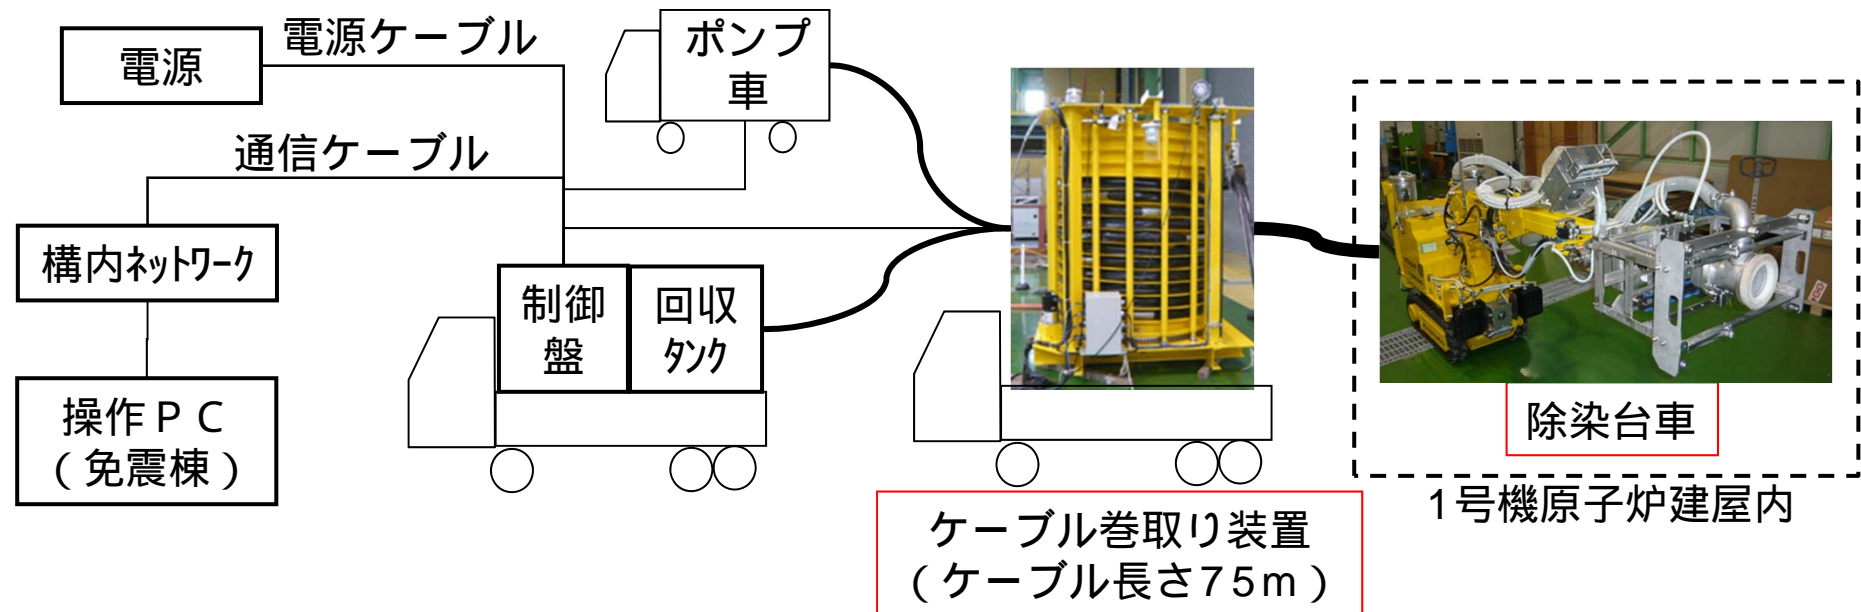 電源
電源ケーブル
ポンプ
車
通信ケーブル
構内ﾈｯﾄﾜｰｸ
制御
盤
回収
ﾀﾝｸ
操作ＰＣ
（免震棟）
除染台車
1号機原子炉建屋内
ケーブル巻取り装置
（ケーブル長さ75m）